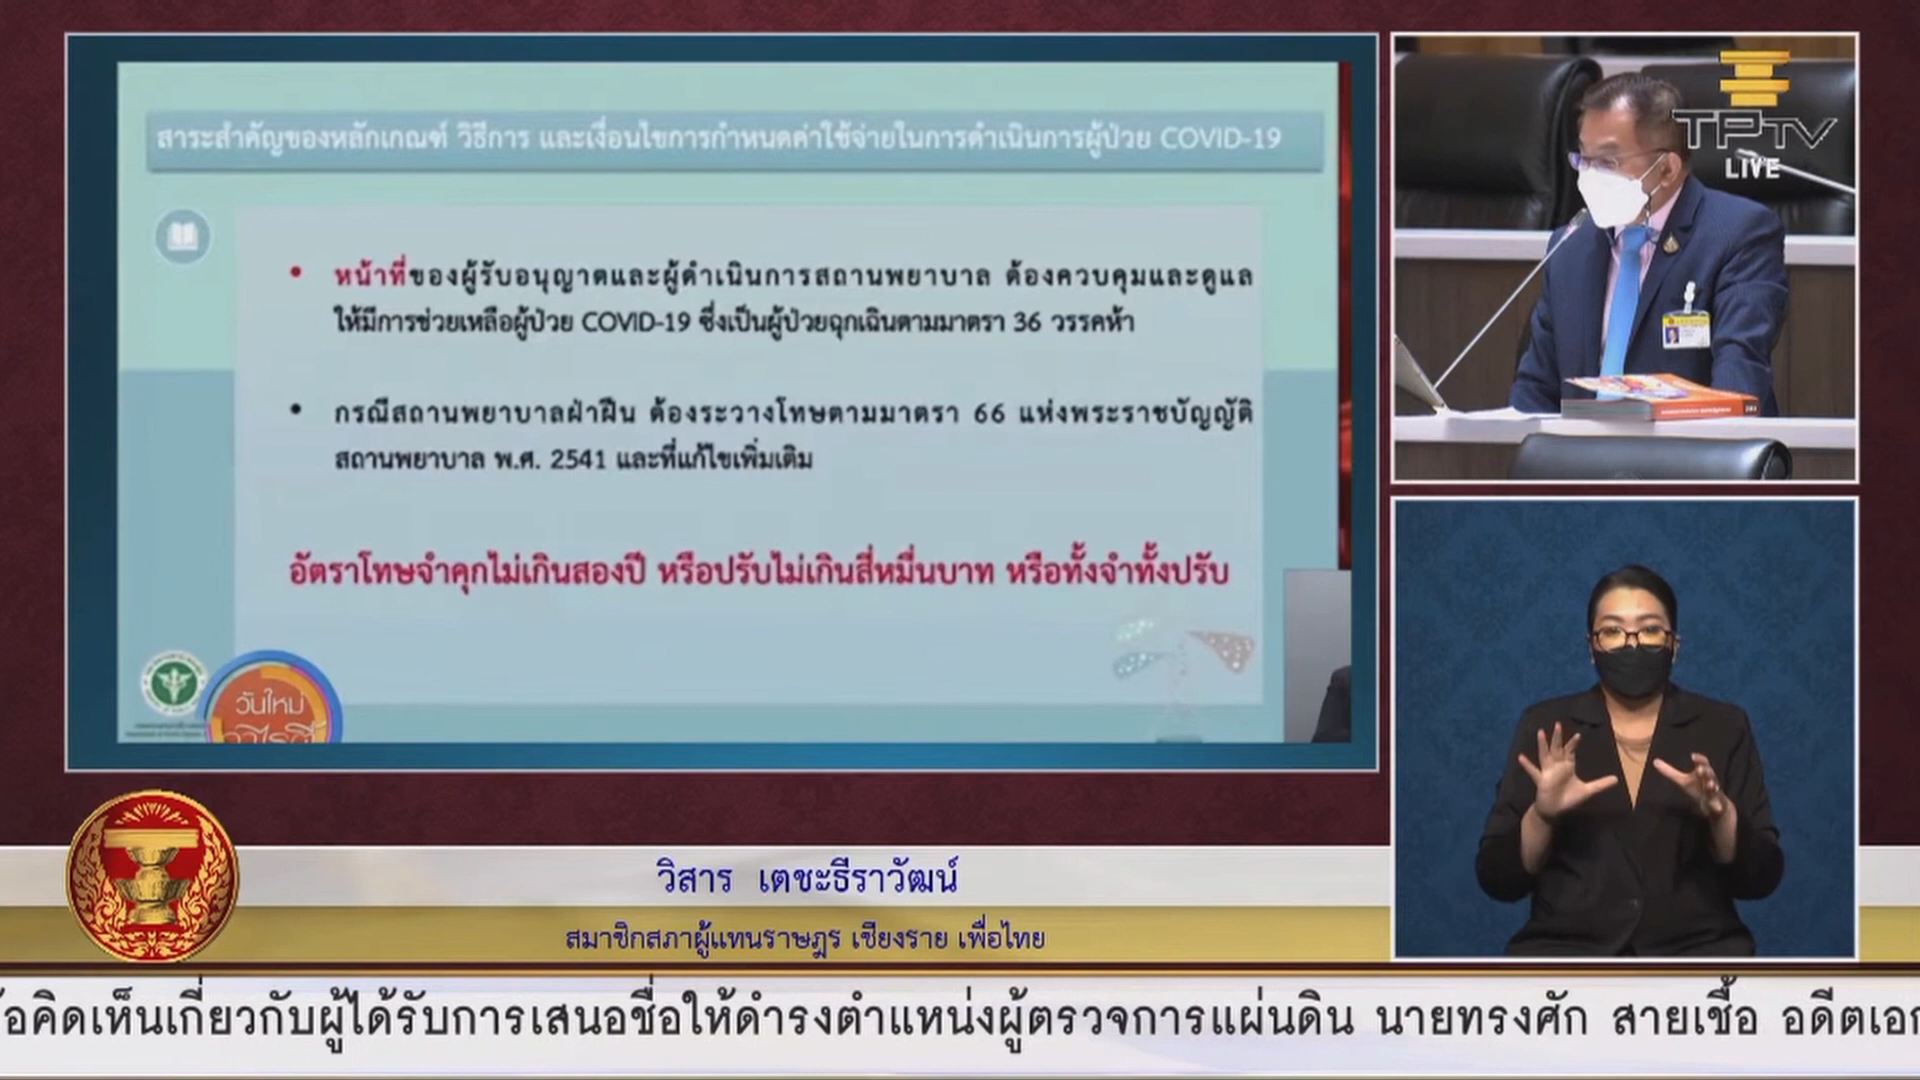 สาระสำคัญของหลักเกณฑ์ วิธีการ และเงื่อนไขการกำหนดค่าใช้จ่ายในการดำเนินการผู้ป่วย COVID-19
• หน้าที่ของผู้รับอนุญาตและผู้ดำเนินการสถานพยาบาล ต้องควบคุมและดูแล
ให้มีการช่วยเหลือผู้ป่วย COVID-19 ซึ่งเป็นผู้ป่วยฉุกเฉินตามมาตรา 36 วรรคห้า
• กรณีสถานพยาบาลฝ่าฝืน ต้องระวางโทษตามมาตรา 66 แห่งพระราชบัญญัติ
สถานพยาบาล พ.ศ. 2541 และที่แก้ไขเพิ่มเติม
อัตราโทษจำคุกไม่เกินสองปี หรือปรับไม่เกินสี่หมื่นบาท หรือทั้งจำทั้งปรับ
วันใหม่
TPTV
LIVE
วิสาร เตชะธีราวัฒน์
สมาชิกสภาผู้แทนราษฎร เชียงราย เพื่อไทย
อคิดเห็นเกี่ยวกับผู้ได้รับการเสนอชื่อให้ดำรงตำแหน่งผู้ตรวจการแผ่นดิน นายทรงศัก สายเชื้อ อดีตเอก